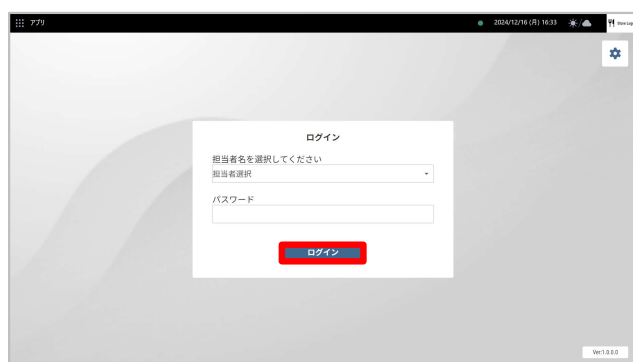 アプリ
2024/12/16 (月) 16:33
Store Logo
ログイン
担当者名を選択してください
担当者選択
パスワード
ログイン
Ver:1.0.0.0